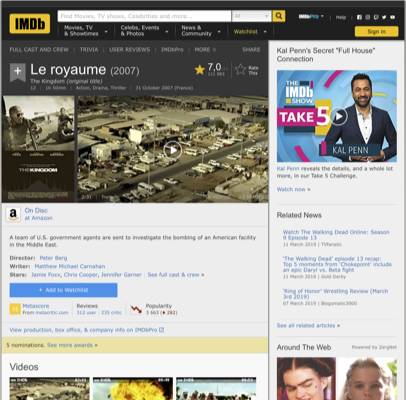 IMDb
Find Movies, TV shows, Celebrities and more...
All
IMDbPro
Help
Movies, TV & Showtimes
Celebs, Events & Photos
News & Community
Watchlist
Sign in
FULL CAST AND CREW | TRIVIA | USER REVIEWS | IMDbPro | MORE
SHARE
Le royaume (2007)
The Kingdom (original title)
12 | 1h 50min | Action, Drama, Thriller | 31 October 2007 (France)
7,0
Rate This
THE KINGDOM
On Disc
at Amazon
A team of U.S. government agents are sent to investigate the bombing of an American facility in the Middle East.
Director: Peter Berg
Writer: Matthew Michael Carnahan
Stars: Jamie Foxx, Chris Cooper, Jennifer Garner | See full cast & crew »
+ Add to Watchlist
Metascore
From metacritic.com
Reviews
312 user | 235 critic
Popularity
3 663
View production, box office, & company info on IMDbPro
5 nominations. See more awards »
Videos
Kal Penn's Secret "Full House" Connection
THE IMDb SHOW
TAKE 5
KAL PENN
Kal Penn reveals the details, and a whole lot more, in our Take 5 Challenge.
Watch now »
Related News
Watch The Walking Dead Online: Season 9 Episode 13
11 March 2019 | TVfanatic
'The Walking Dead' episode 13 recap: Top 5 moments from 'Chokepoint' include an epic Daryl vs. Beta fight
11 March 2019 | Gold Derby
'Ring of Honor' Wrestling Review (March 3rd 2019)
07 March 2019 | Blogomatic3000
See all related articles »
Around The Web
Powered by ZergNet